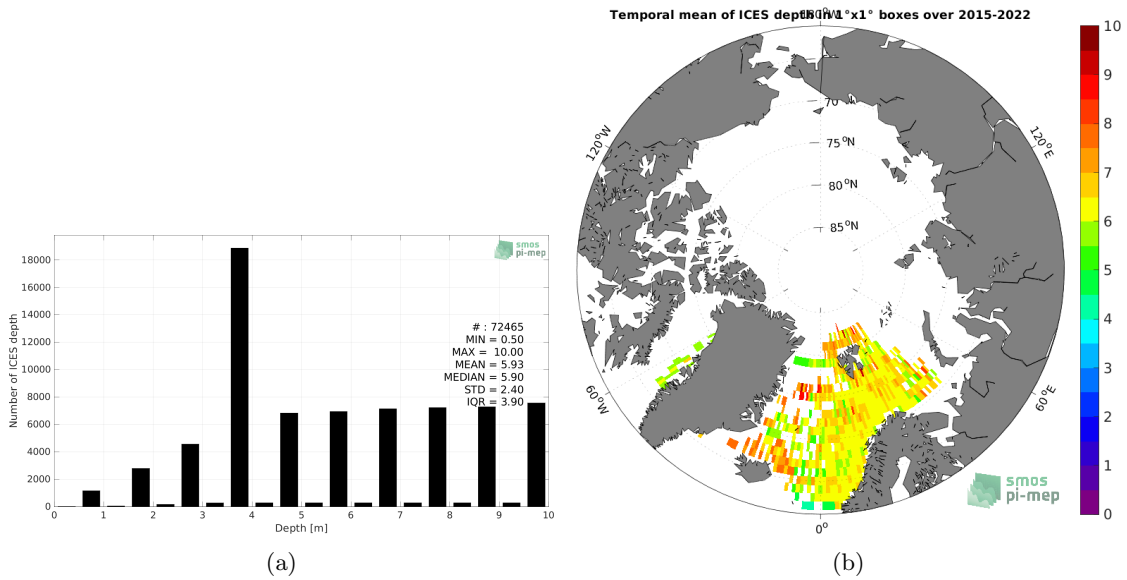 Temporal mean of ICES depth in 1°x1° boxes over 2015-2022
180°W
120°W
120°E
70
75°N
80°N
85°N
60°W
60°E
0°
10
9
8
7
6
5
4
3
2
1
0
smos
pi-mep
smos
pi-mep
Number of ICES depth
18000
16000
14000
12000
10000
8000
6000
4000
2000
0
# : 72465
MIN = 0.50
MAX = 10.00
MEAN = 5.93
MEDIAN = 5.90
STD = 2.40
IQR = 3.90
0 1 2 3 4 5 6 7 8 9 10
Depth [m]
(a)
(b)